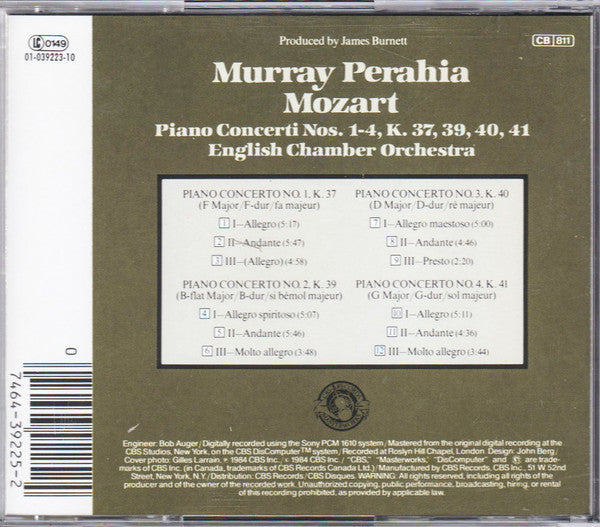 LC 0149
01-039223-10
CB 811
Produced by James Burnett
Murray Perahia
Mozart
Piano Concerti Nos. 1-4, K. 37, 39, 40, 41
English Chamber Orchestra
PIANO CONCERTO NO. 1, K. 37
(F Major/F-dur/fa majeur)
1 I—Allegro (5:17)
2 II—Andante (5:47)
3 III—(Allegro) (4:58)
PIANO CONCERTO NO. 2, K. 39
(B-flat Major/B-dur/si bémol majeur)
4 I—Allegro spiritoso (5:07)
5 II—Andante (5:46)
6 III—Molto allegro (3:48)
PIANO CONCERTO NO. 3, K. 40
(D Major/D-dur/ré majeur)
7 I—Allegro maestoso (5:00)
8 II—Andante (4:46)
9 III—Presto (2:20)
PIANO CONCERTO NO. 4, K. 41
(G Major/G-dur/sol majeur)
10 I—Allegro (5:11)
11 II—Andante (4:36)
12 III—Molto allegro (3:44)
0
7464-39225-2
Engineer: Bob Auger/Digitally recorded using the Sony PCM 1610 system/Mastered from the original digital recording at the
CBS Studios, New York, on the CBS DisComputer™ system/Recorded at Roslyn Hill Chapel, London Design: John Berg/
Cover photo: Gilles Larrain, ℗ 1984 CBS Inc./© 1984 CBS Inc./"CBS," "Masterworks," "DisComputer" and are trade-
marks of CBS Inc. (in Canada, trademarks of CBS Records Canada Ltd.)/Manufactured by CBS Records, CBS Inc., 51 W 52nd
Street, New York, N.Y./Distribution: CBS Records/CBS Disques. WARNING: All rights reserved, including all rights of the
producer and of the owner of the recorded work. Unauthorized copying, public performance, broadcasting, hiring, or rental
of this recording prohibited, as provided by applicable law.